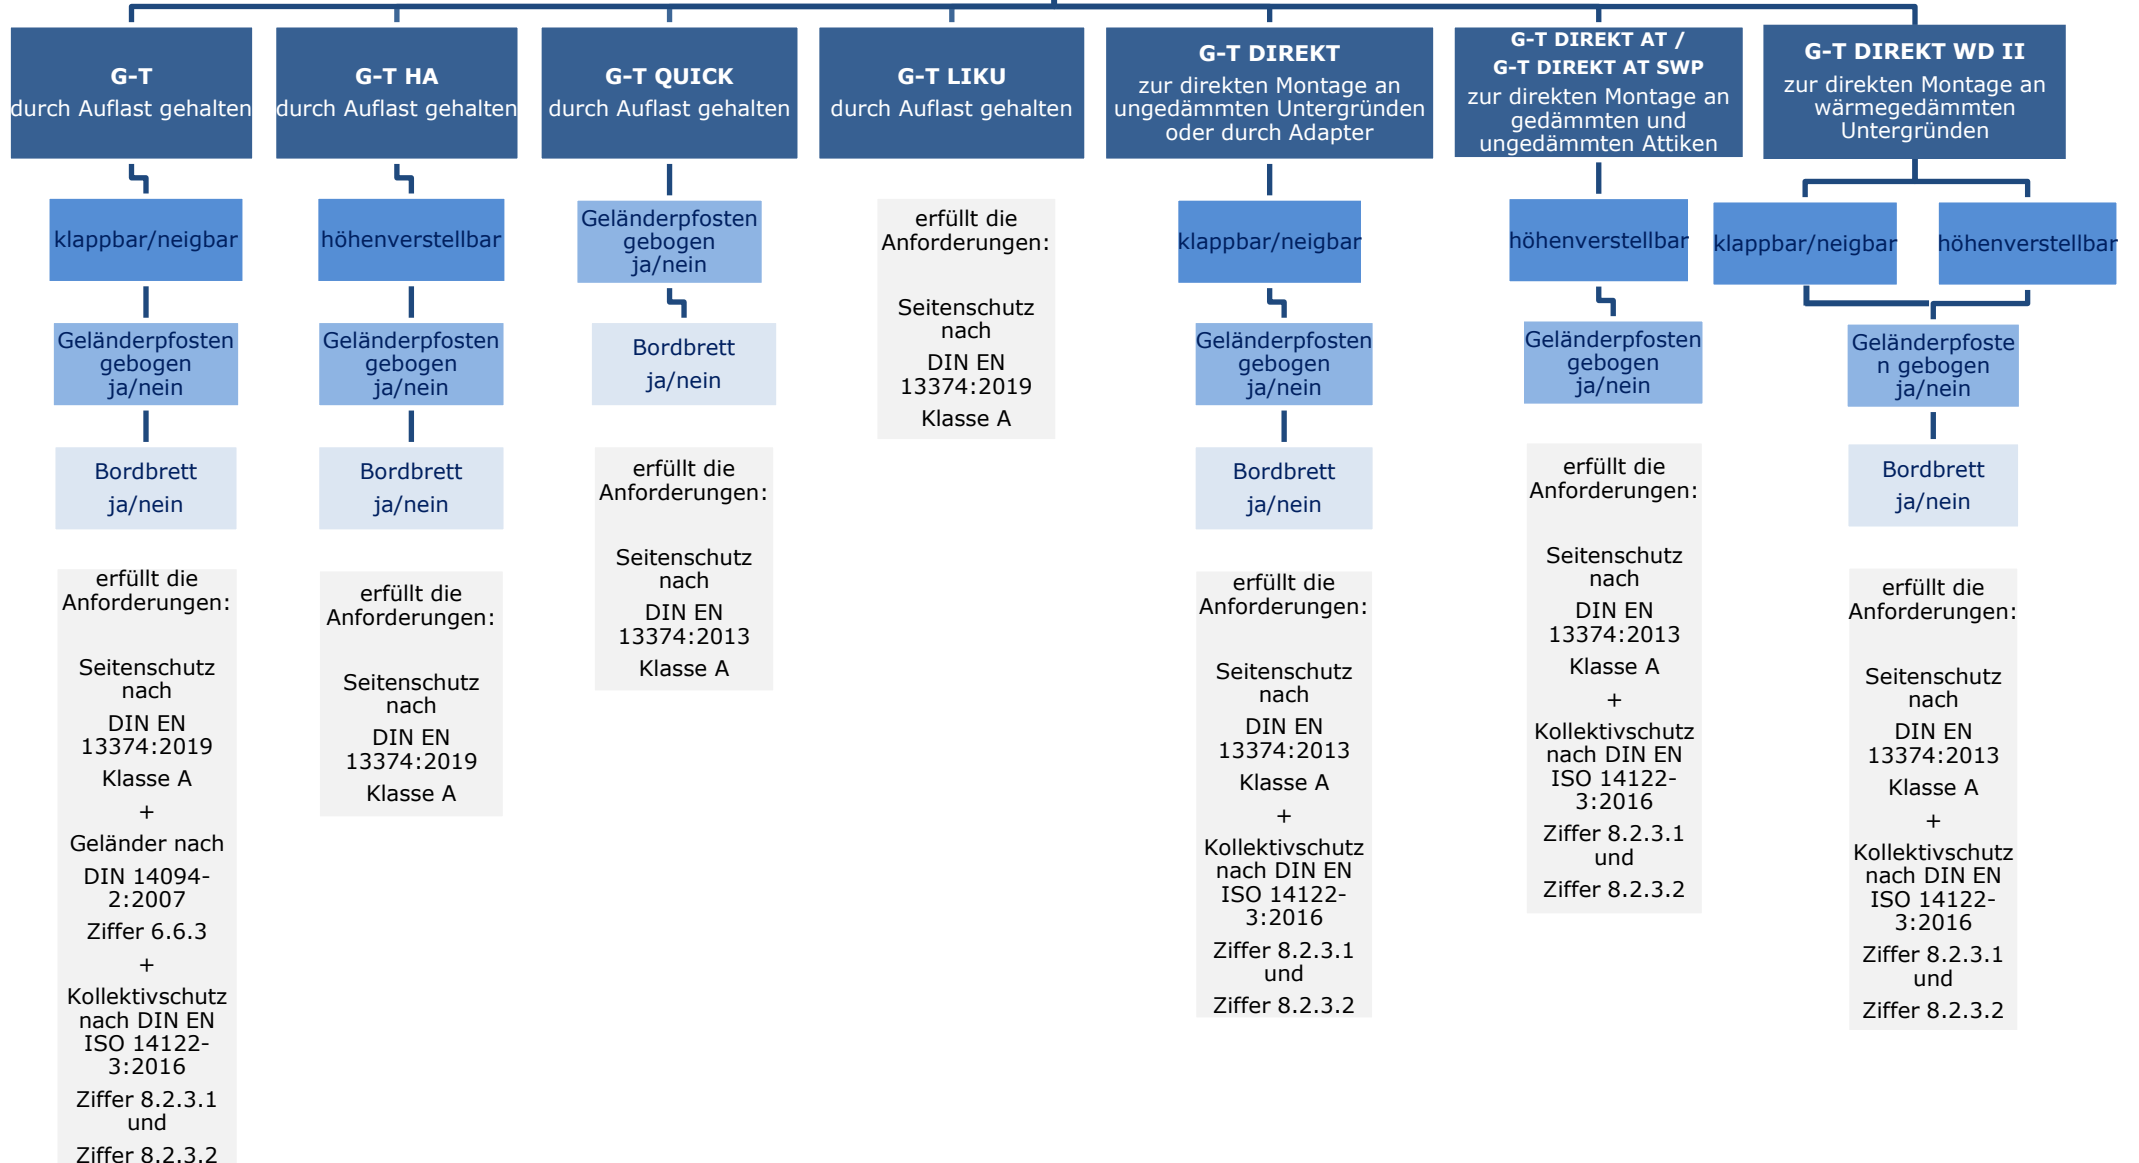 G-T
durch Auflast gehalten
klappbar/neigbar
Geländerpfosten
gebogen
ja/nein
Bordbrett
ja/nein
erfüllt die
Anforderungen:
Seitenschutz
nach
DIN EN
13374:2019
Klasse A
+
Geländer nach
DIN 14094-
2:2007
Ziffer 6.6.3
+
Kollektivschutz
nach DIN EN
ISO 14122-
3:2016
Ziffer 8.2.3.1
und
Ziffer 8.2.3.2
G-T HA
durch Auflast gehalten
höhenverstellbar
Geländerpfosten
gebogen
ja/nein
Bordbrett
ja/nein
erfüllt die
Anforderungen:
Seitenschutz
nach
DIN EN
13374:2019
Klasse A
G-T QUICK
durch Auflast gehalten
Geländerpfosten
gebogen
ja/nein
Bordbrett
ja/nein
erfüllt die
Anforderungen:
Seitenschutz
nach
DIN EN
13374:2013
Klasse A
G-T LIKU
durch Auflast gehalten
erfüllt die
Anforderungen:
Seitenschutz
nach
DIN EN
13374:2019
Klasse A
G-T DIREKT
zur direkten Montage an
ungedämmten Untergründen
oder durch Adapter
klappbar/neigbar
Geländerpfosten
gebogen
ja/nein
Bordbrett
ja/nein
erfüllt die
Anforderungen:
Seitenschutz
nach
DIN EN
13374:2013
Klasse A
+
Kollektivschutz
nach DIN EN
ISO 14122-
3:2016
Ziffer 8.2.3.1
und
Ziffer 8.2.3.2
G-T DIREKT AT /
G-T DIREKT AT SWP
zur direkten Montage an
gedämmten und
ungedämmten Attiken
höhenverstellbar
Geländerpfosten
gebogen
ja/nein
erfüllt die
Anforderungen:
Seitenschutz
nach
DIN EN
13374:2013
Klasse A
+
Kollektivschutz
nach DIN EN
ISO 14122-
3:2016
Ziffer 8.2.3.1
und
Ziffer 8.2.3.2
G-T DIREKT WD II
zur direkten Montage an
wärmegedämmten
Untergründen
klappbar/neigbar
höhenverstellbar
Geländerpfoste
n gebogen
ja/nein
Bordbrett
ja/nein
erfüllt die
Anforderungen:
Seitenschutz
nach
DIN EN
13374:2013
Klasse A
+
Kollektivschutz
nach DIN EN
ISO 14122-
3:2016
Ziffer 8.2.3.1
und
Ziffer 8.2.3.2